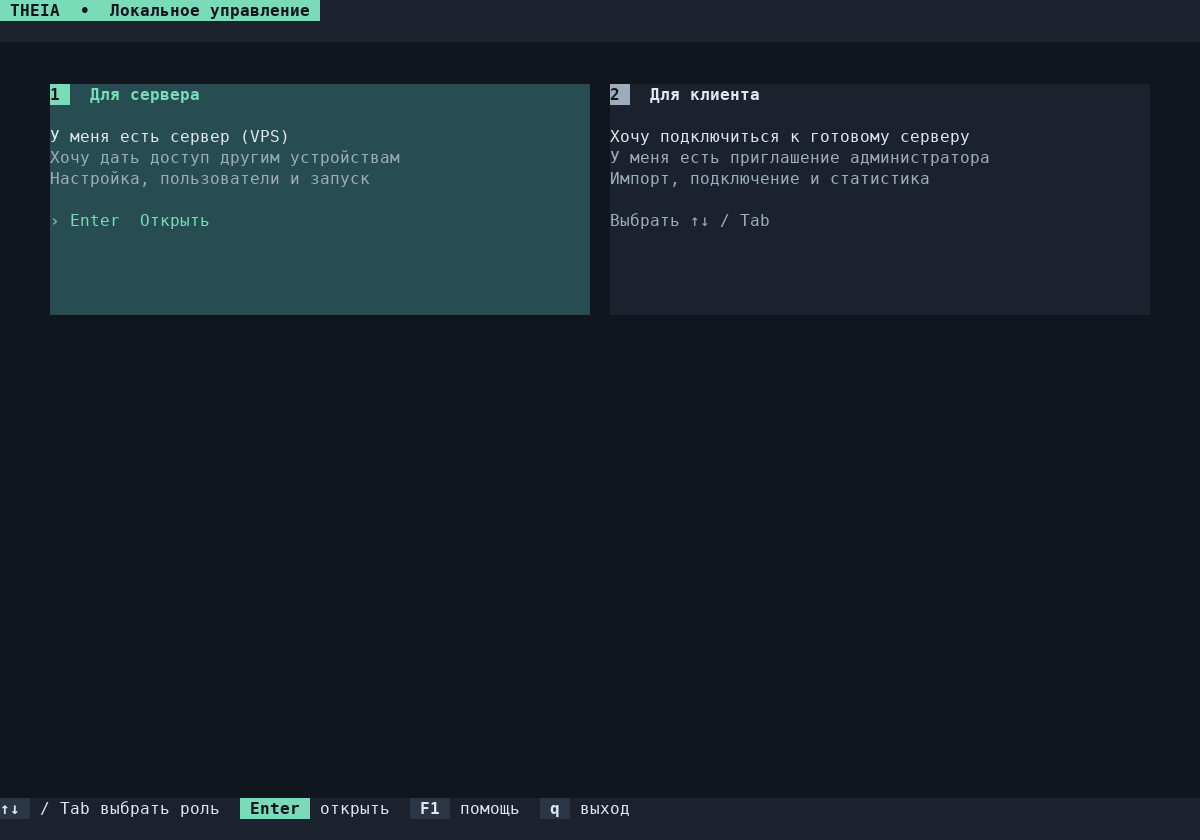 THEIA • Локальное управление
1 Для сервера
У меня есть сервер (VPS)
Хочу дать доступ другим устройствам
Настройка, пользователи и запуск
› Enter Открыть
2 Для клиента
Хочу подключиться к готовому серверу
У меня есть приглашение администратора
Импорт, подключение и статистика
Выбрать ↑↓ / Tab
↑↓ / Tab выбрать роль Enter открыть F1 помощь q выход